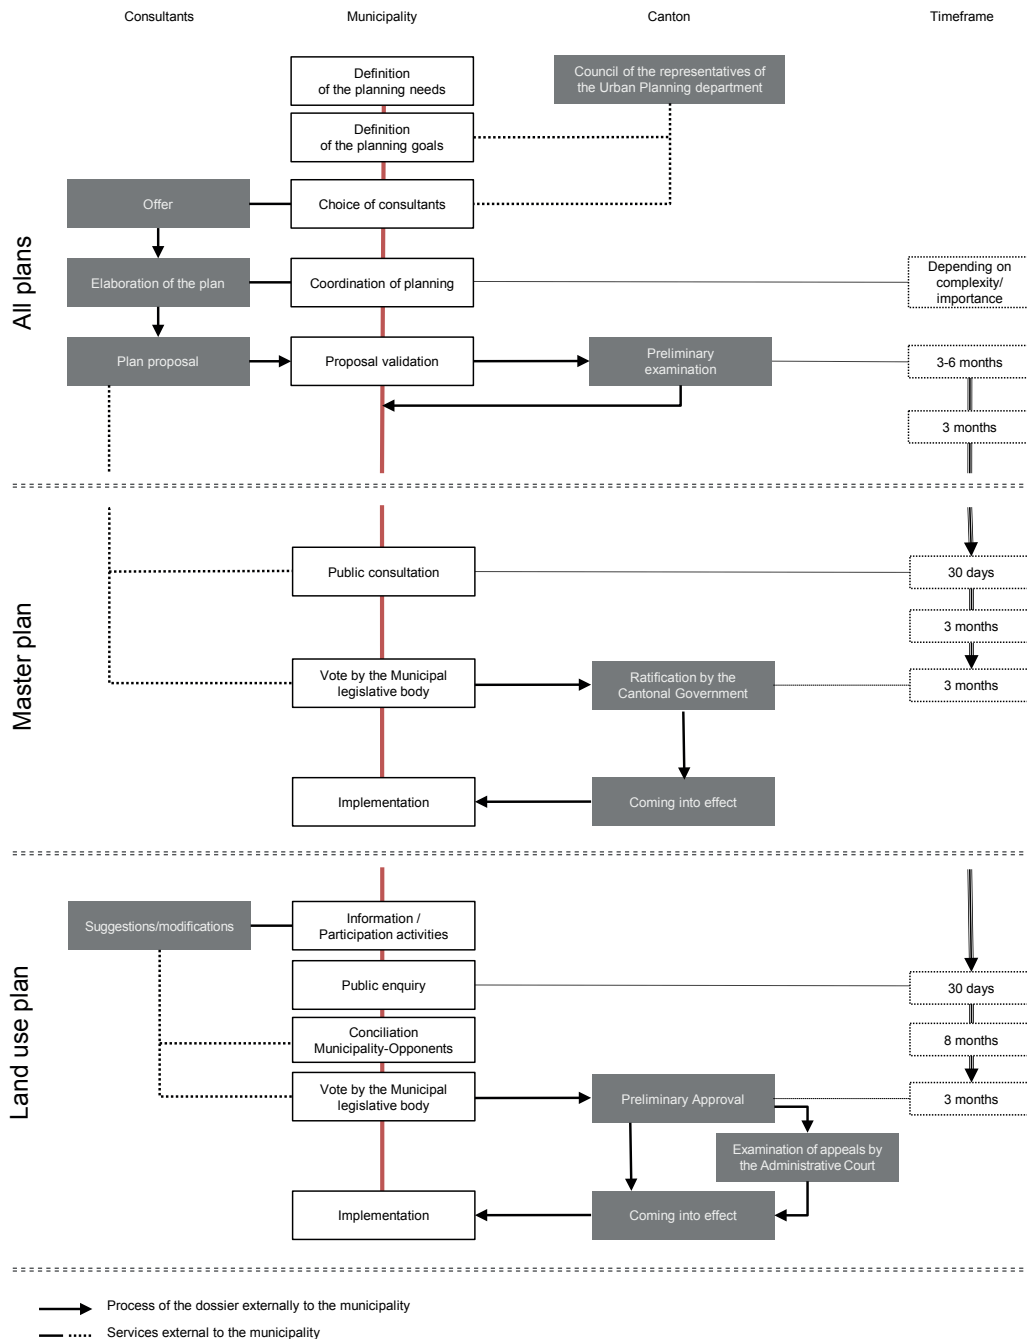 Consultants
Municipality
Canton
Timeframe
All plans
Definition
of the planning needs
Council of the representatives of
the Urban Planning department
Definition
of the planning goals
Offer
Choice of consultants
Elaboration of the plan
Coordination of planning
Depending on
complexity/
importance
Plan proposal
Proposal validation
Preliminary
examination
3-6 months
3 months
Master plan
Public consultation
30 days
3 months
Vote by the Municipal
legislative body
Ratification by the
Cantonal Government
3 months
Implementation
Coming into effect
Land use plan
Suggestions/modifications
Information /
Participation activities
Public enquiry
30 days
Conciliation
Municipality-Opponents
8 months
Vote by the Municipal
legislative body
Preliminary Approval
3 months
Examination of appeals by
the Administrative Court
Implementation
Coming into effect
Process of the dossier externally to the municipality
Services external to the municipality